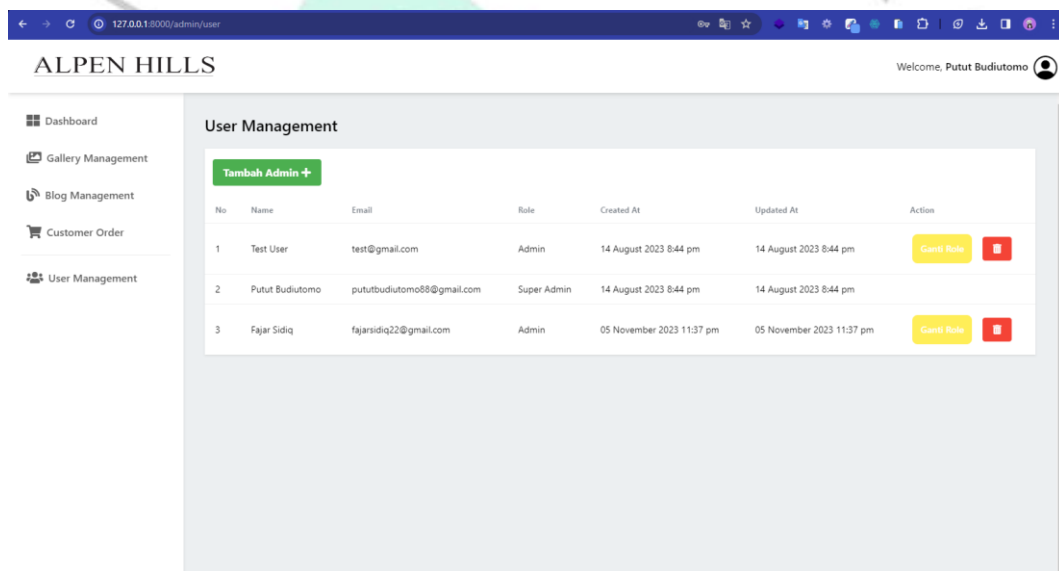 127.0.0.1:8000/admin/user
ALPEN HILLS
Welcome, Putut Budiutomo
Dashboard
Gallery Management
Blog Management
Customer Order
User Management
User Management
Tambah Admin +
No Name Email Role Created At Updated At Action
1 Test User test@gmail.com Admin 14 August 2023 8:44 pm 14 August 2023 8:44 pm Ganti Role
2 Putut Budiutomo pututbudiutomo88@gmail.com Super Admin 14 August 2023 8:44 pm 14 August 2023 8:44 pm
3 Fajar Sidiq fajarsidiq22@gmail.com Admin 05 November 2023 11:37 pm 05 November 2023 11:37 pm Ganti Role